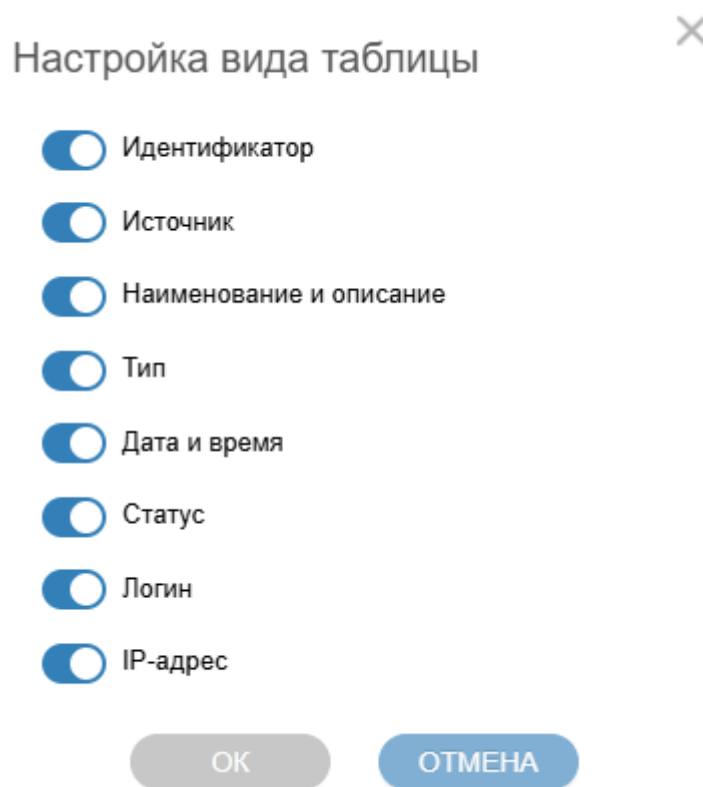 Настройка вида таблицы
Идентификатор
Источник
Наименование и описание
Тип
Дата и время
Статус
Логин
IP-адрес
ОК
ОТМЕНА